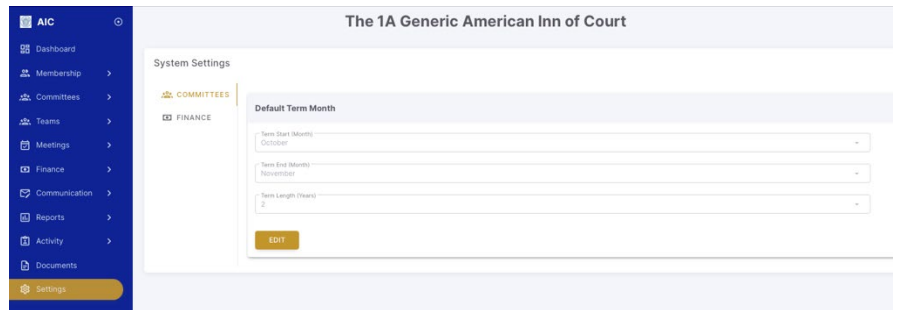 AIC
The 1A Generic American Inn of Court
Dashboard
Membership
Committees
Teams
Meetings
Finance
Communication
Reports
Activity
Documents
Settings
System Settings
COMMITTEES
FINANCE
Default Term Month
Term Start (Month)
October
Term End (Month)
November
Term Length (Years)
2
EDIT